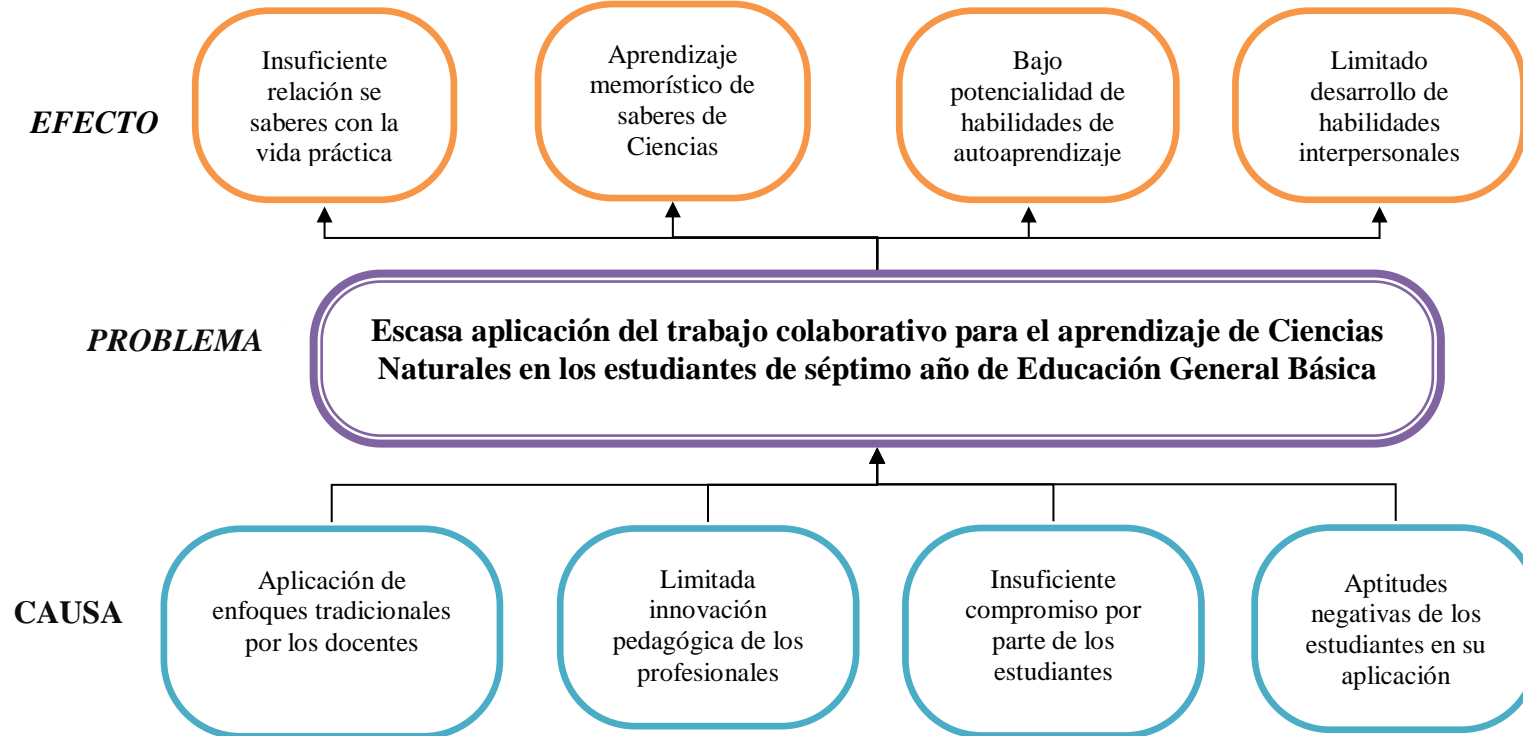 EFECTO
Insuficiente
relación se
saberes con la
vida práctica
Aprendizaje
memorístico de
saberes de
Ciencias
Bajo
potencialidad de
habilidades de
autoaprendizaje
Limitado
desarrollo de
habilidades
interpersonales
PROBLEMA
Escasa aplicación del trabajo colaborativo para el aprendizaje de Ciencias
Naturales en los estudiantes de séptimo año de Educación General Básica
CAUSA
Aplicación de
enfoques tradicionales
por los docentes
Limitada
innovación
pedagógica de los
profesionales
Insuficiente
compromiso por
parte de los
estudiantes
Aptitudes
negativas de los
estudiantes en su
aplicación